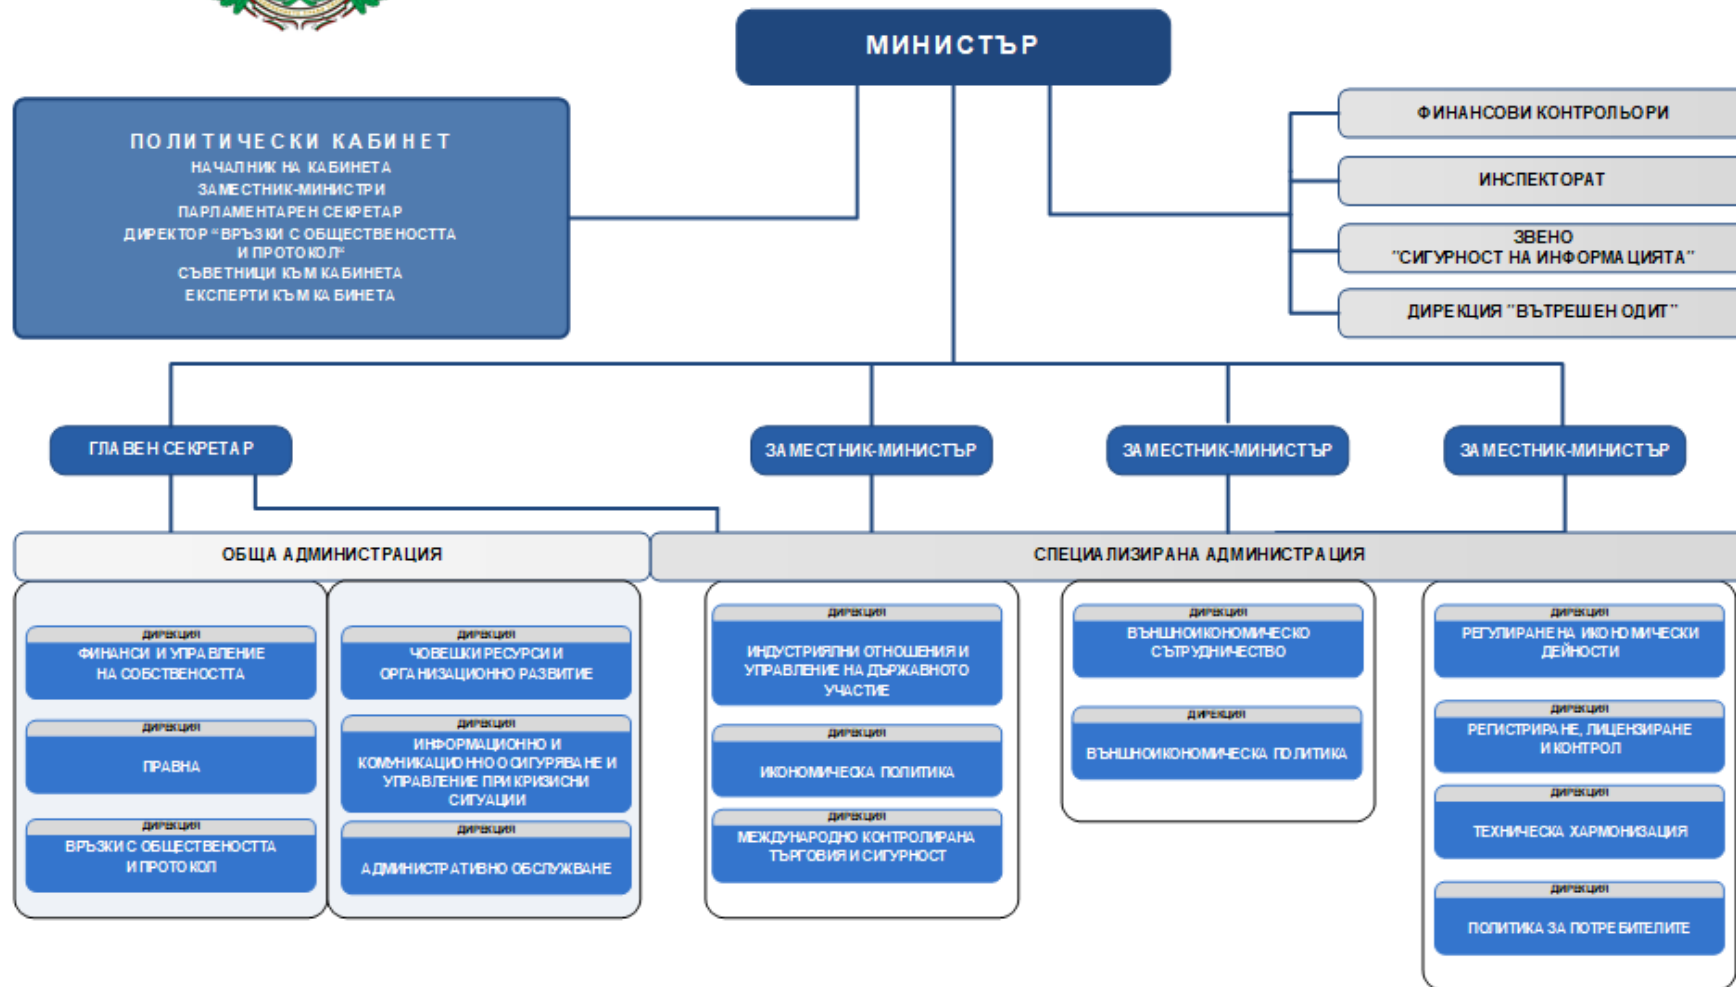 МИНИСТЪР
ПОЛИТИЧЕСКИ КАБИНЕТ
НАЧАЛНИК НА КАБИНЕТА
ЗАМЕСТНИК-МИНИСТРИ
ПАРЛАМЕНТАРЕН СЕКРЕТАР
ДИРЕКТОР “ВРЪЗКИ С ОБЩЕСТВЕНОСТТА
И ПРОТОКОЛ“
СЪВЕТНИЦИ КЪМ КАБИНЕТА
ЕКСПЕРТИ КЪМ КАБИНЕТА
ФИНАНСОВИ КОНТРОЛЬОРИ
ИНСПЕКТОРАТ
ЗВЕНО
"СИГУРНОСТ НА ИНФОРМАЦИЯТА"
ДИРЕКЦИЯ "ВЪТРЕШЕН ОДИТ"
ГЛАВЕН СЕКРЕТАР
ЗАМЕСТНИК-МИНИСТЪР
ЗАМЕСТНИК-МИНИСТЪР
ЗАМЕСТНИК-МИНИСТЪР
ОБЩА АДМИНИСТРАЦИЯ
СПЕЦИАЛИЗИРАНА АДМИНИСТРАЦИЯ
ДИРЕКЦИЯ
ФИНАНСИ И УПРАВЛЕНИЕ
НА СОБСТВЕНОСТТА
ДИРЕКЦИЯ
ПРАВНА
ДИРЕКЦИЯ
ВРЪЗКИ С ОБЩЕСТВЕНОСТТА
И ПРОТОКОЛ
ДИРЕКЦИЯ
ЧОВЕШКИ РЕСУРСИ И
ОРГАНИЗАЦИОННО РАЗВИТИЕ
ДИРЕКЦИЯ
ИНФОРМАЦИОННО И
КОМУНИКАЦИОННО ОСИГУРЯВАНЕ И
УПРАВЛЕНИЕ ПРИ КРИЗИСНИ
СИТУАЦИИ
ДИРЕКЦИЯ
АДМИНИСТРАТИВНО ОБСЛУЖВАНЕ
ДИРЕКЦИЯ
ИНДУСТРИЯЛНИ ОТНОШЕНИЯ И
УПРАВЛЕНИЕ НА ДЪРЖАВНОТО
УЧАСТИЕ
ДИРЕКЦИЯ
ИКОНОМИЧЕСКА ПОЛИТИКА
ДИРЕКЦИЯ
МЕЖДУНАРОДНО КОНТРОЛИРАНА
ТЪРГОВИЯ И СИГУРНОСТ
ДИРЕКЦИЯ
ВЪНШНОИКОНОМИЧЕСКО
СЪТРУДНИЧЕСТВО
ДИРЕКЦИЯ
ВЪНШНОИКОНОМИЧЕСКА ПОЛИТИКА
ДИРЕКЦИЯ
РЕГУЛИРАНЕ НА ИКОНОМИЧЕСКИ
ДЕЙНОСТИ
ДИРЕКЦИЯ
РЕГИСТРИРАНЕ, ЛИЦЕНЗИРАНЕ
И КОНТРОЛ
ДИРЕКЦИЯ
ТЕХНИЧЕСКА ХАРМОНИЗАЦИЯ
ДИРЕКЦИЯ
ПОЛИТИКА ЗА ПОТРЕБИТЕЛИТЕ